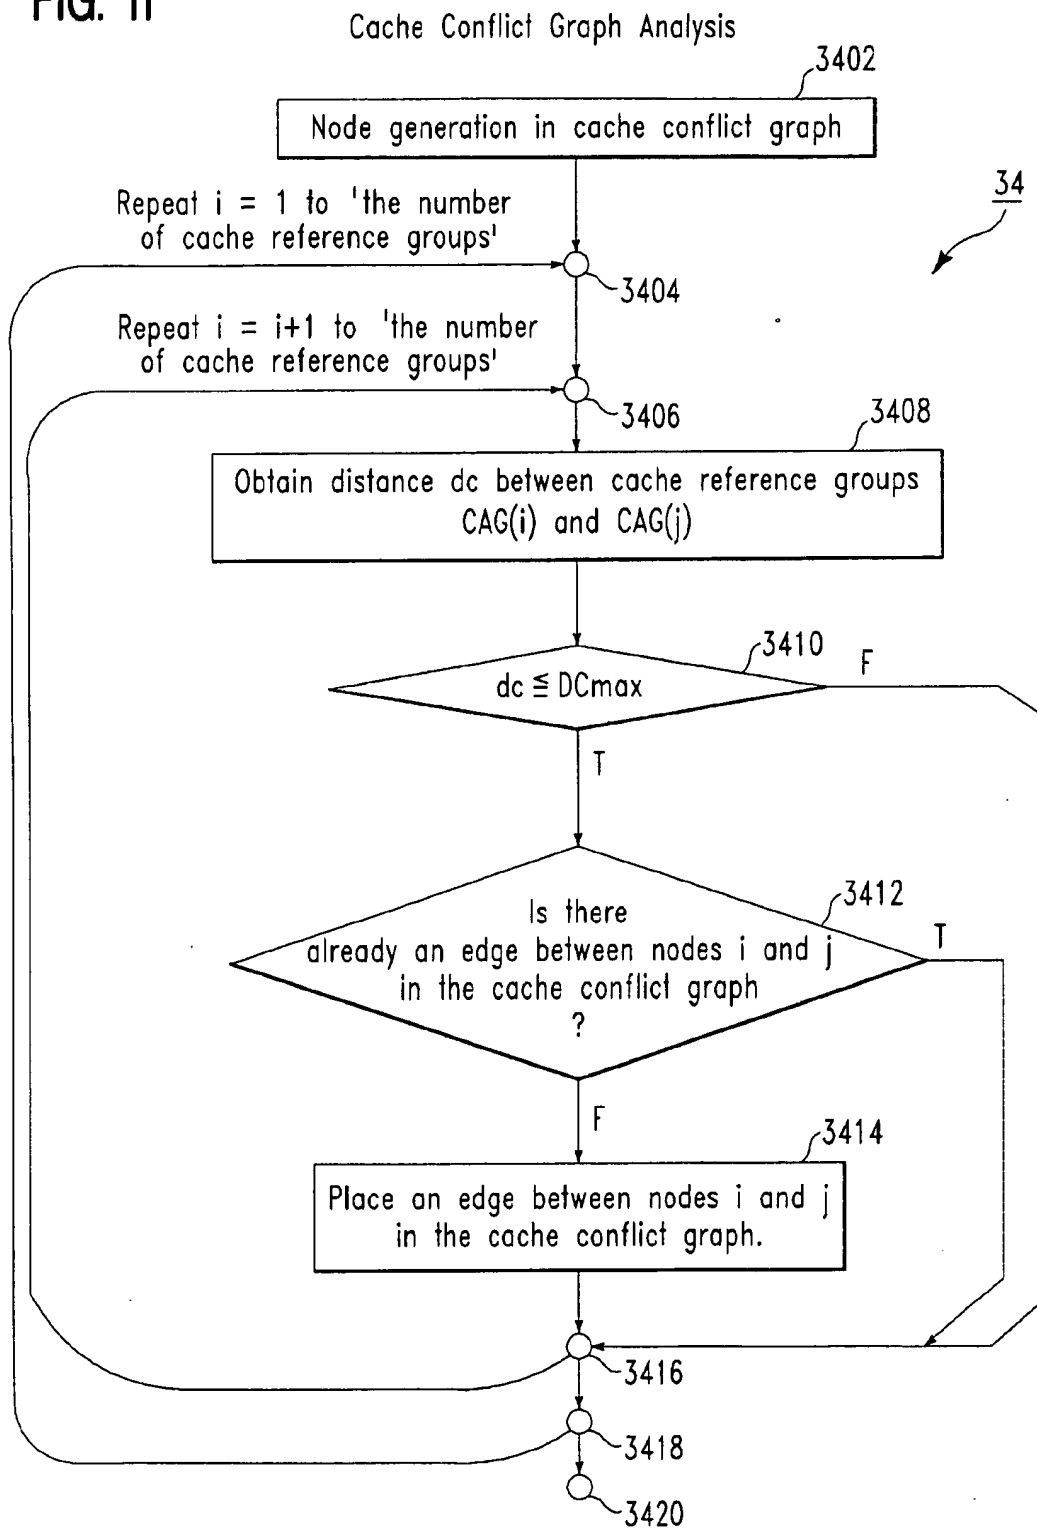 FIG. 11
Cache Conflict Graph Analysis
3402
Node generation in cache conflict graph
34
Repeat i = 1 to 'the number
of cache reference groups'
3404
Repeat i = i+1 to 'the number
of cache reference groups'
3406
3408
Obtain distance dc between cache reference groups
CAG(i) and CAG(j)
3410
F
dc ≦ DCmax
T
3412
T
Is there
already an edge between nodes i and j
in the cache conflict graph
?
F
3414
Place an edge between nodes i and j
in the cache conflict graph.
3416
3418
3420